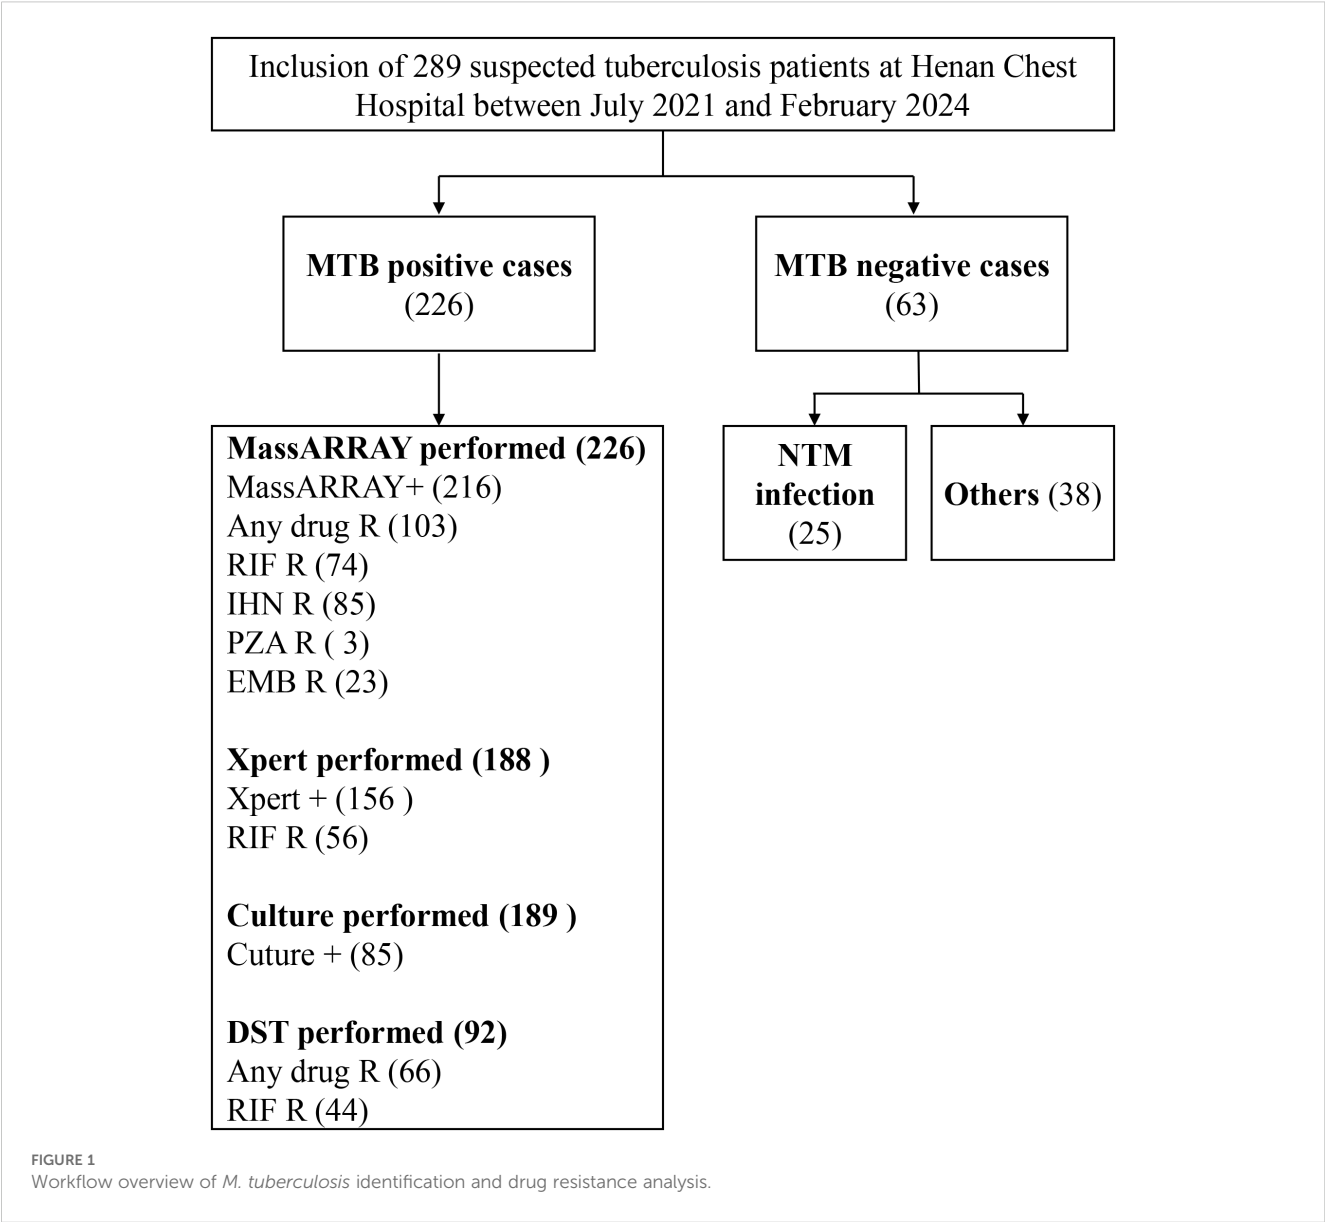 Inclusion of 289 suspected tuberculosis patients at Henan Chest
Hospital between July 2021 and February 2024
MTB positive cases
(226)
MTB negative cases
(63)
MassARRAY performed (226)
MassARRAY+ (216)
Any drug R (103)
RIF R (74)
IHN R (85)
PZA R ( 3)
EMB R (23)
Xpert performed (188 )
Xpert + (156 )
RIF R (56)
Culture performed (189 )
Cuture + (85)
DST performed (92)
Any drug R (66)
RIF R (44)
NTM
infection
(25)
Others (38)
FIGURE 1
Workflow overview of M. tuberculosis identification and drug resistance analysis.